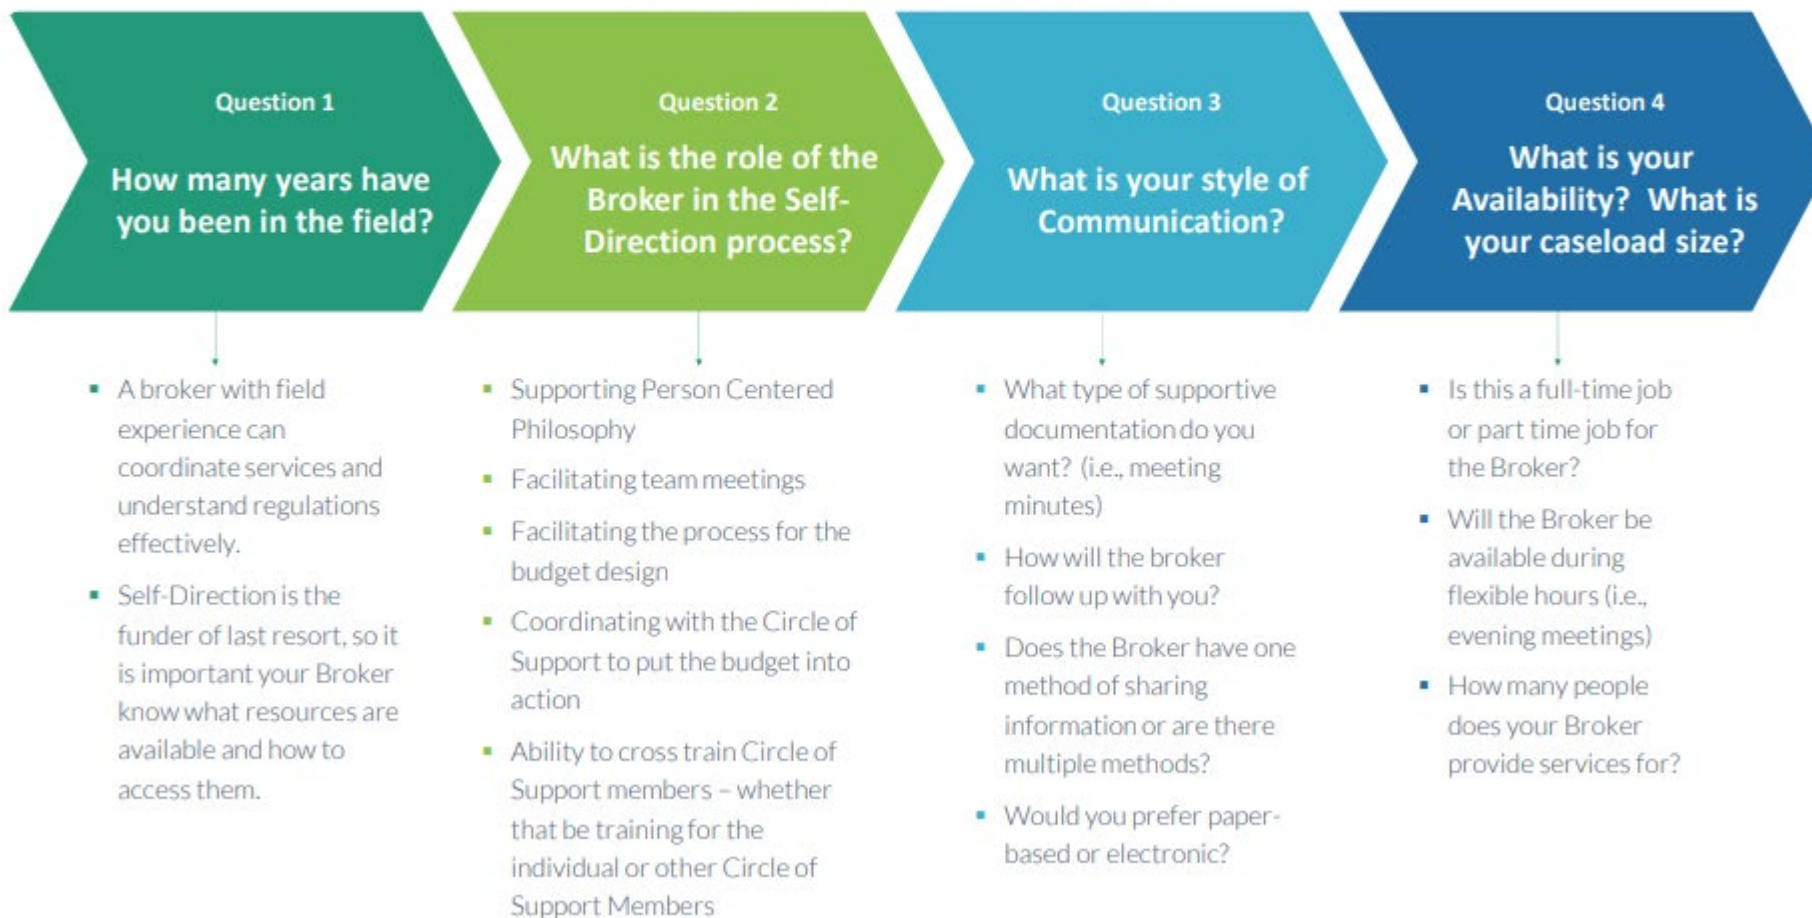 Question 1
How many years have
you been in the field?
▪ A broker with field
experience can
coordinate services and
understand regulations
effectively.
▪ Self-Direction is the
funder of last resort, so it
is important your Broker
know what resources are
available and how to
access them.
Question 2
What is the role of the
Broker in the Self-
Direction process?
▪ Supporting Person Centered
Philosophy
▪ Facilitating team meetings
▪ Facilitating the process for the
budget design
▪ Coordinating with the Circle of
Support to put the budget into
action
▪ Ability to cross train Circle of
Support members – whether
that be training for the
individual or other Circle of
Support Members
Question 3
What is your style of
Communication?
▪ What type of supportive
documentation do you
want? (i.e., meeting
minutes)
▪ How will the broker
follow up with you?
▪ Does the Broker have one
method of sharing
information or are there
multiple methods?
▪ Would you prefer paper-
based or electronic?
Question 4
What is your
Availability? What is
your caseload size?
▪ Is this a full-time job
or part time job for
the Broker?
▪ Will the Broker be
available during
flexible hours (i.e.,
evening meetings)
▪ How many people
does your Broker
provide services for?